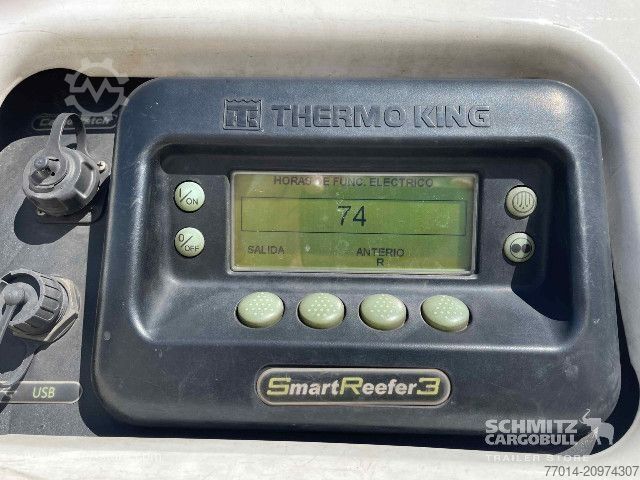 THERMO KING
HORAS DE FUNC. ELECTRICO
74
SALIDA
ANTERIO
R
ON
OFF
SmartReefer3
USB
SCHMITZ
CARGOBULL
TRAILER STORE
77014-20974307